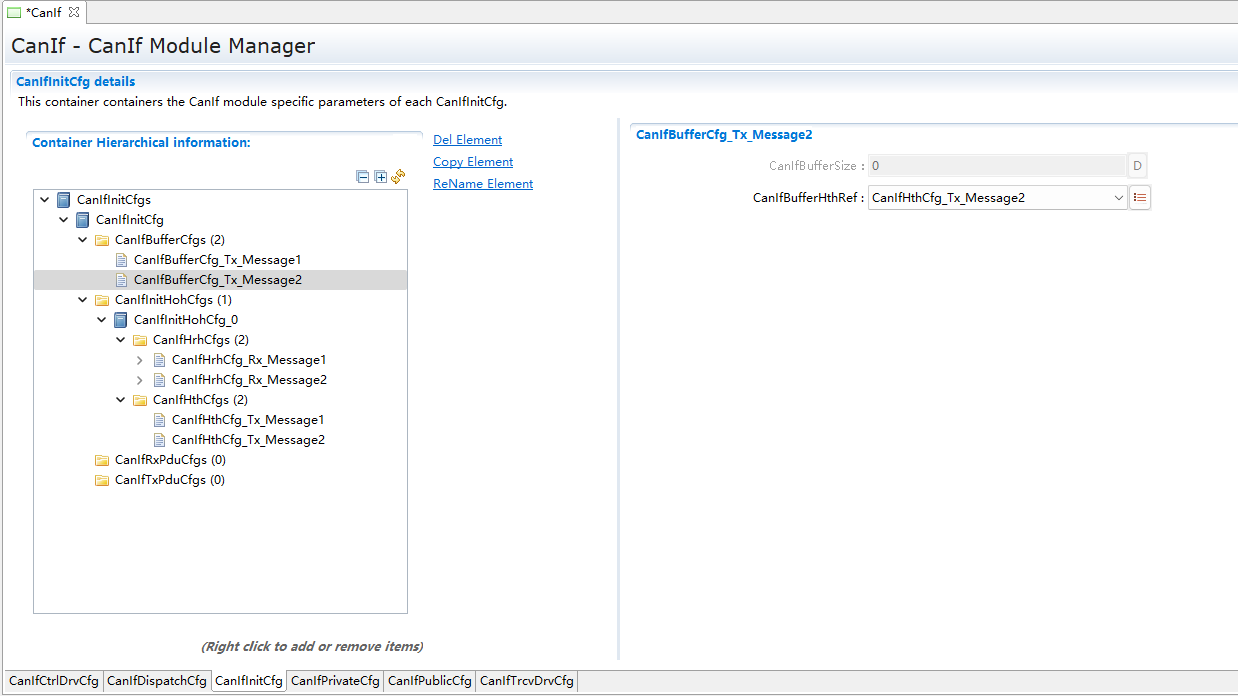 *CanIf
CanIf - CanIf Module Manager
CanIfInitCfg details
This container containers the CanIf module specific parameters of each CanIfInitCfg.
Container Hierarchical information:
Del Element
Copy Element
ReName Element
CanIfInitCfgs
CanIfInitCfg
CanIfBufferCfgs (2)
CanIfBufferCfg_Tx_Message1
CanIfBufferCfg_Tx_Message2
CanIfInitHohCfgs (1)
CanIfInitHohCfg_0
CanIfHrhCfgs (2)
CanIfHrhCfg_Rx_Message1
CanIfHrhCfg_Rx_Message2
CanIfHthCfgs (2)
CanIfHthCfg_Tx_Message1
CanIfHthCfg_Tx_Message2
CanIfRxPduCfgs (0)
CanIfTxPduCfgs (0)
(Right click to add or remove items)
CanIfBufferCfg_Tx_Message2
CanIfBufferSize : 0 D
CanIfBufferHthRef : CanIfHthCfg_Tx_Message2
CanIfCtrlDrvCfg CanIfDispatchCfg CanIfInitCfg CanIfPrivateCfg CanIfPublicCfg CanIfTrcvDrvCfg